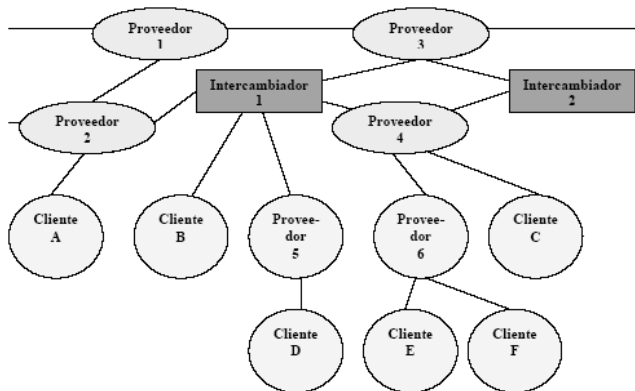 Proveedor
1
Proveedor
3
Intercambiador
1
Intercambiador
2
Proveedor
2
Proveedor
4
Cliente
A
Cliente
B
Provee-
dor
5
Provee-
dor
6
Cliente
C
Cliente
D
Cliente
E
Cliente
F